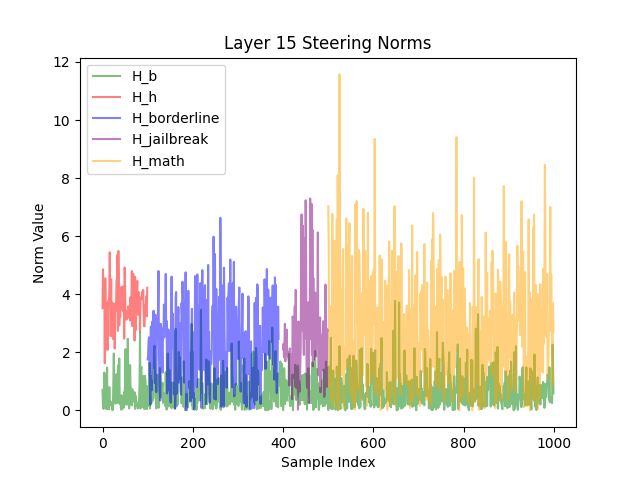 Layer 15 Steering Norms
12
10
8
6
4
2
0
Norm Value
H_b
H_h
H_borderline
H_jailbreak
H_math
0
200
400
600
800
1000
Sample Index